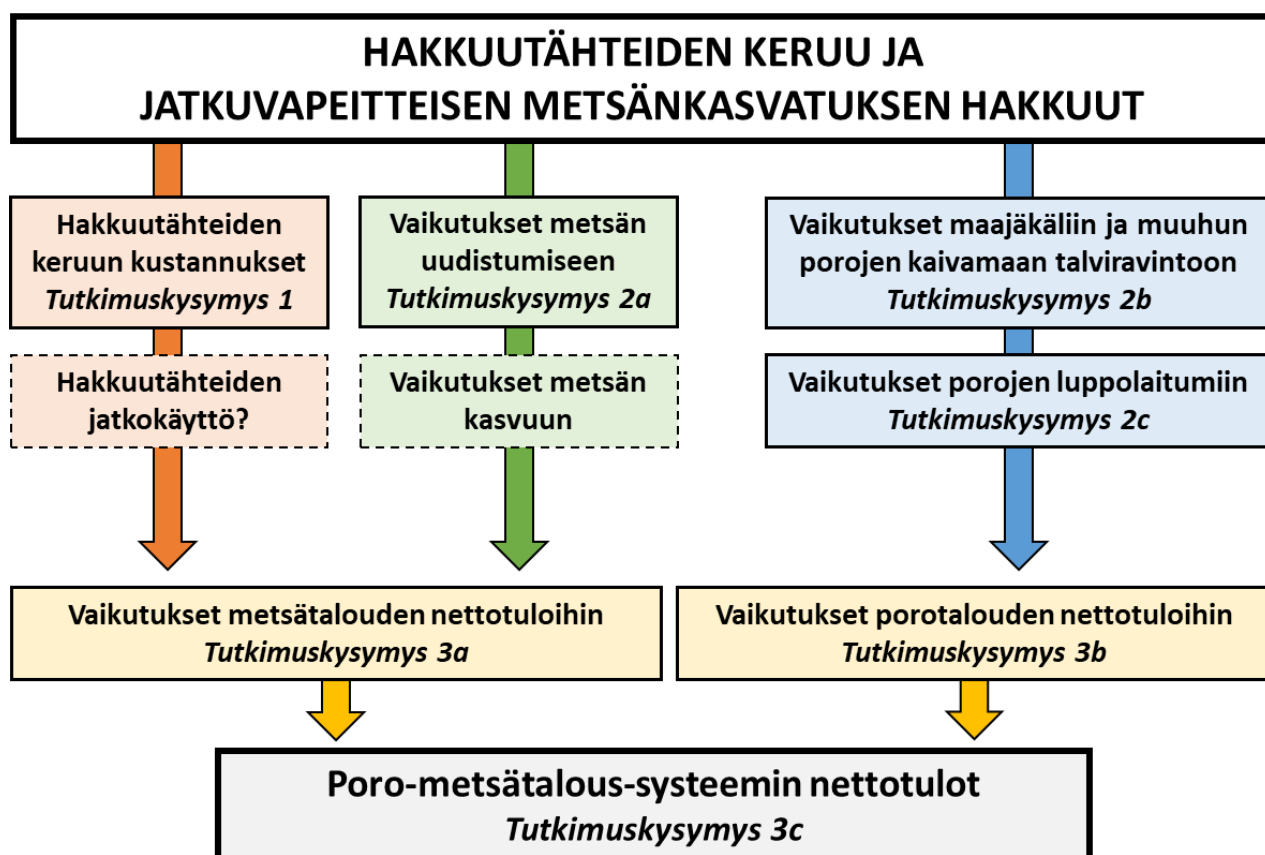 HAKKUUTÄHTEIDEN KERUU JA
JATKUVAPEITTEISEN METSÄNKASVATUKSEN HAKKUUT
Hakkuutähteiden
keruun kustannukset
Tutkimuskysymys 1
Vaikutukset metsän
uudistumiseen
Tutkimuskysymys 2a
Vaikutukset maajäkäliin ja muuhun
porojen kaivamaan talviravintoon
Tutkimuskysymys 2b
Hakkuutähteiden
jatkokäyttö?
Vaikutukset metsän
kasvuun
Vaikutukset porojen luppolaitumiin
Tutkimuskysymys 2c
Vaikutukset metsätalouden nettotuloihin
Tutkimuskysymys 3a
Vaikutukset porotalouden nettotuloihin
Tutkimuskysymys 3b
Poro-metsätalous-systeemin nettotulot
Tutkimuskysymys 3c